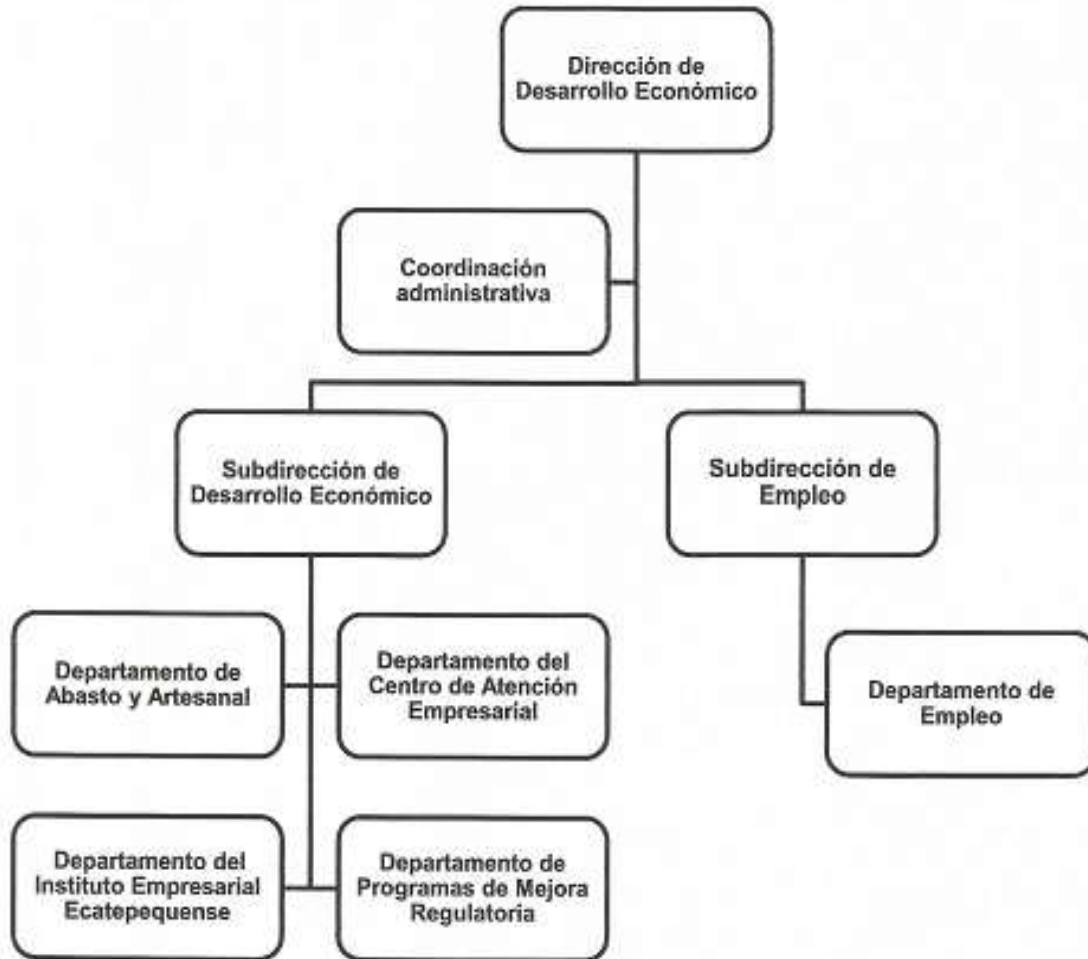 Dirección de
Desarrollo Económico
Coordinación
administrativa
Subdirección de
Desarrollo Económico
Subdirección de
Empleo
Departamento de
Abasto y Artesanal
Departamento del
Centro de Atención
Empresarial
Departamento de
Empleo
Departamento del
Instituto Empresarial
Ecatepequense
Departamento de
Programas de Mejora
Regulatoria